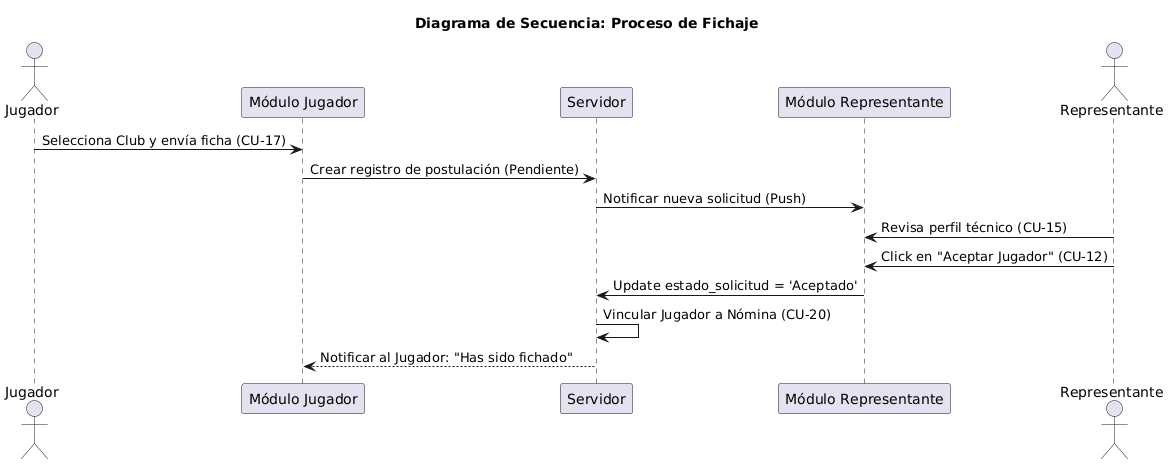 Diagrama de Secuencia: Proceso de Fichaje
Jugador
Módulo Jugador
Servidor
Módulo Representante
Representante
Selecciona Club y envía ficha (CU-17)
Crear registro de postulación (Pendiente)
Notificar nueva solicitud (Push)
Revisa perfil técnico (CU-15)
Click en "Aceptar Jugador" (CU-12)
Update estado_solicitud = 'Aceptado'
Vincular Jugador a Nómina (CU-20)
Notificar al Jugador: "Has sido fichado"
Jugador
Módulo Jugador
Servidor
Módulo Representante
Representante